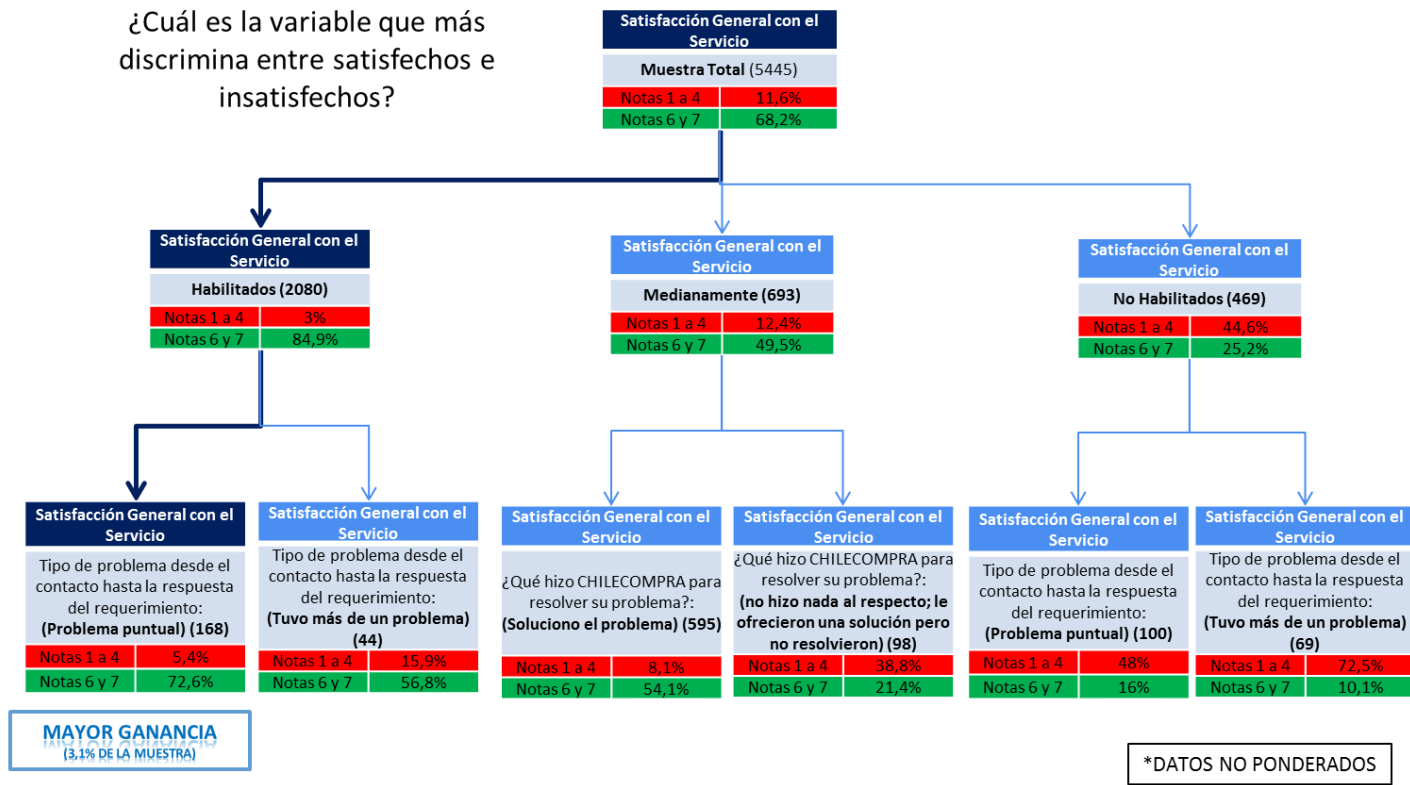 ¿Cuál es la variable que más
discrimina entre satisfechos e
insatisfechos?
Satisfacción General con el
Servicio
Muestra Total (5445)
Notas 1 a 4 11,6%
Notas 6 y 7 68,2%
Satisfacción General con el
Servicio
Habilitados (2080)
Notas 1 a 4 3%
Notas 6 y 7 84,9%
Satisfacción General con el
Servicio
Medianamente (693)
Notas 1 a 4 12,4%
Notas 6 y 7 49,5%
Satisfacción General con el
Servicio
No Habilitados (469)
Notas 1 a 4 44,6%
Notas 6 y 7 25,2%
Satisfacción General con el
Servicio
Tipo de problema desde el
contacto hasta la respuesta
del requerimiento:
(Problema puntual) (168)
Notas 1 a 4 5,4%
Notas 6 y 7 72,6%
Satisfacción General con el
Servicio
Tipo de problema desde el
contacto hasta la respuesta
del requerimiento:
(Tuvo más de un problema)
(44)
Notas 1 a 4 15,9%
Notas 6 y 7 56,8%
Satisfacción General con el
Servicio
¿Qué hizo CHILECOMPRA para
resolver su problema?:
(Soluciono el problema) (595)
Notas 1 a 4 8,1%
Notas 6 y 7 54,1%
Satisfacción General con el
Servicio
¿Qué hizo CHILECOMPRA para
resolver su problema?:
(no hizo nada al respecto; le
ofrecieron una solución pero
no resolvieron) (98)
Notas 1 a 4 38,8%
Notas 6 y 7 21,4%
Satisfacción General con el
Servicio
Tipo de problema desde el
contacto hasta la respuesta
del requerimiento:
(Problema puntual) (100)
Notas 1 a 4 48%
Notas 6 y 7 16%
Satisfacción General con el
Servicio
Tipo de problema desde el
contacto hasta la respuesta
del requerimiento:
(Tuvo más de un problema)
(69)
Notas 1 a 4 72,5%
Notas 6 y 7 10,1%
MAYOR GANANCIA
(3,1% DE LA MUESTRA)
*DATOS NO PONDERADOS